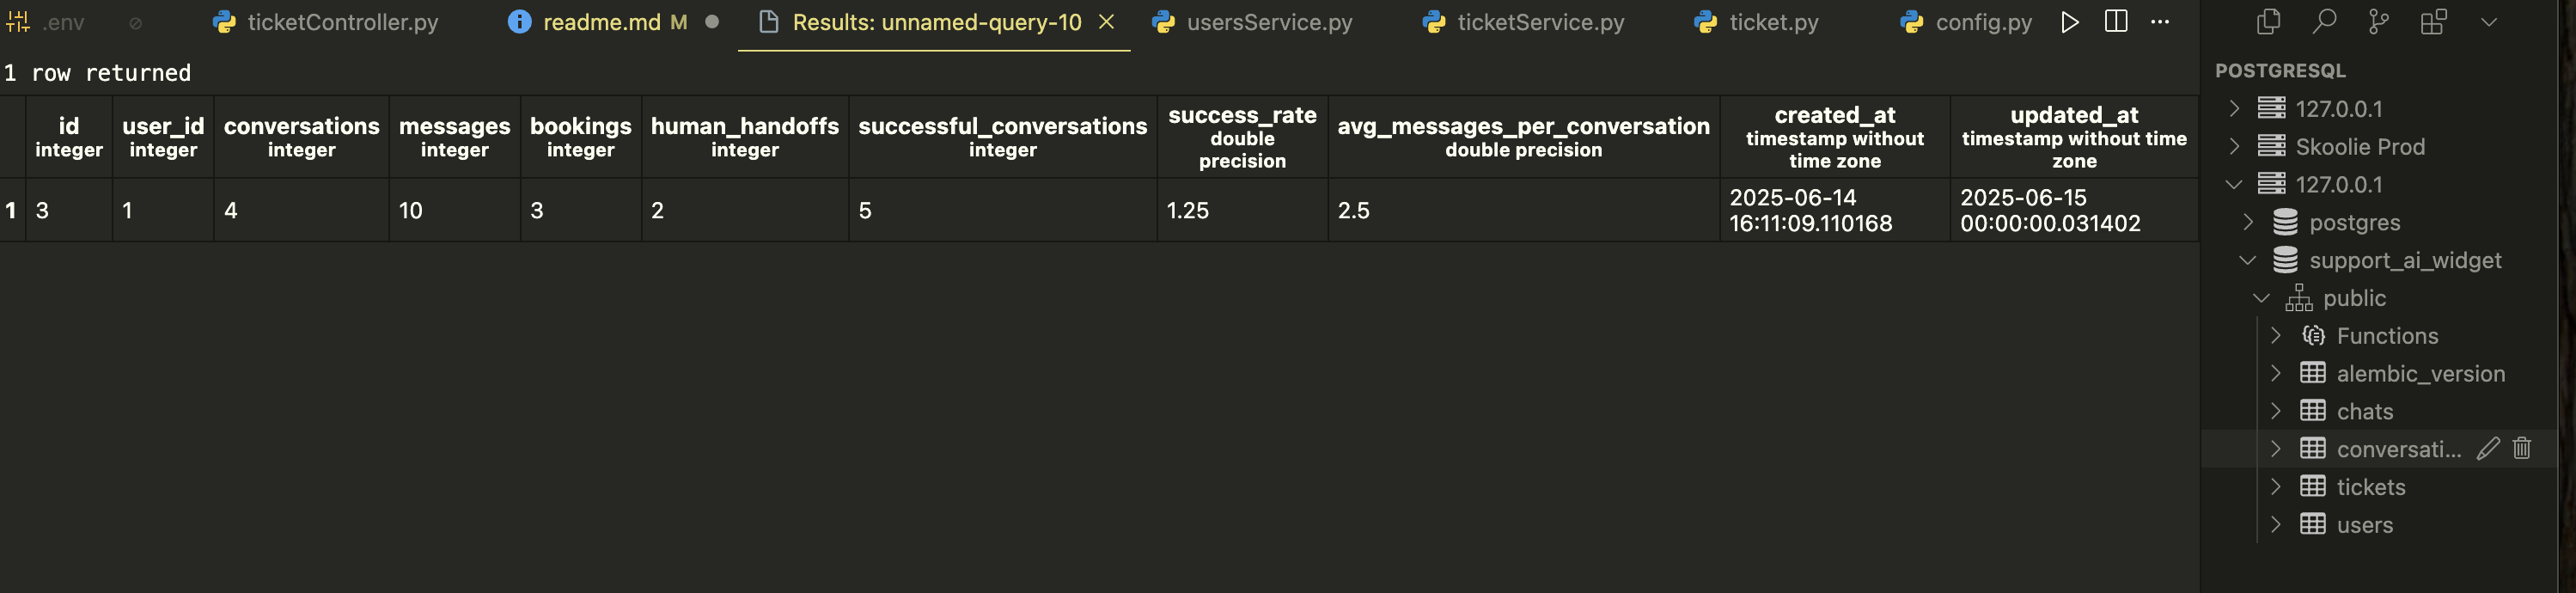 .env
ticketController.py
readme.md M
Results: unnamed-query-10
usersService.py
ticketService.py
ticket.py
config.py
1 row returned
id
integer
user_id
integer
conversations
integer
messages
integer
bookings
integer
human_handoffs
integer
successful_conversations
integer
success_rate
double
precision
avg_messages_per_conversation
double precision
created_at
timestamp without
time zone
updated_at
timestamp without time
zone
1
3
1
4
10
3
2
5
1.25
2.5
2025-06-14
16:11:09.110168
2025-06-15
00:00:00.031402
POSTGRESQL
127.0.0.1
Skoolie Prod
127.0.0.1
postgres
support_ai_widget
public
Functions
alembic_version
chats
conversati...
tickets
users